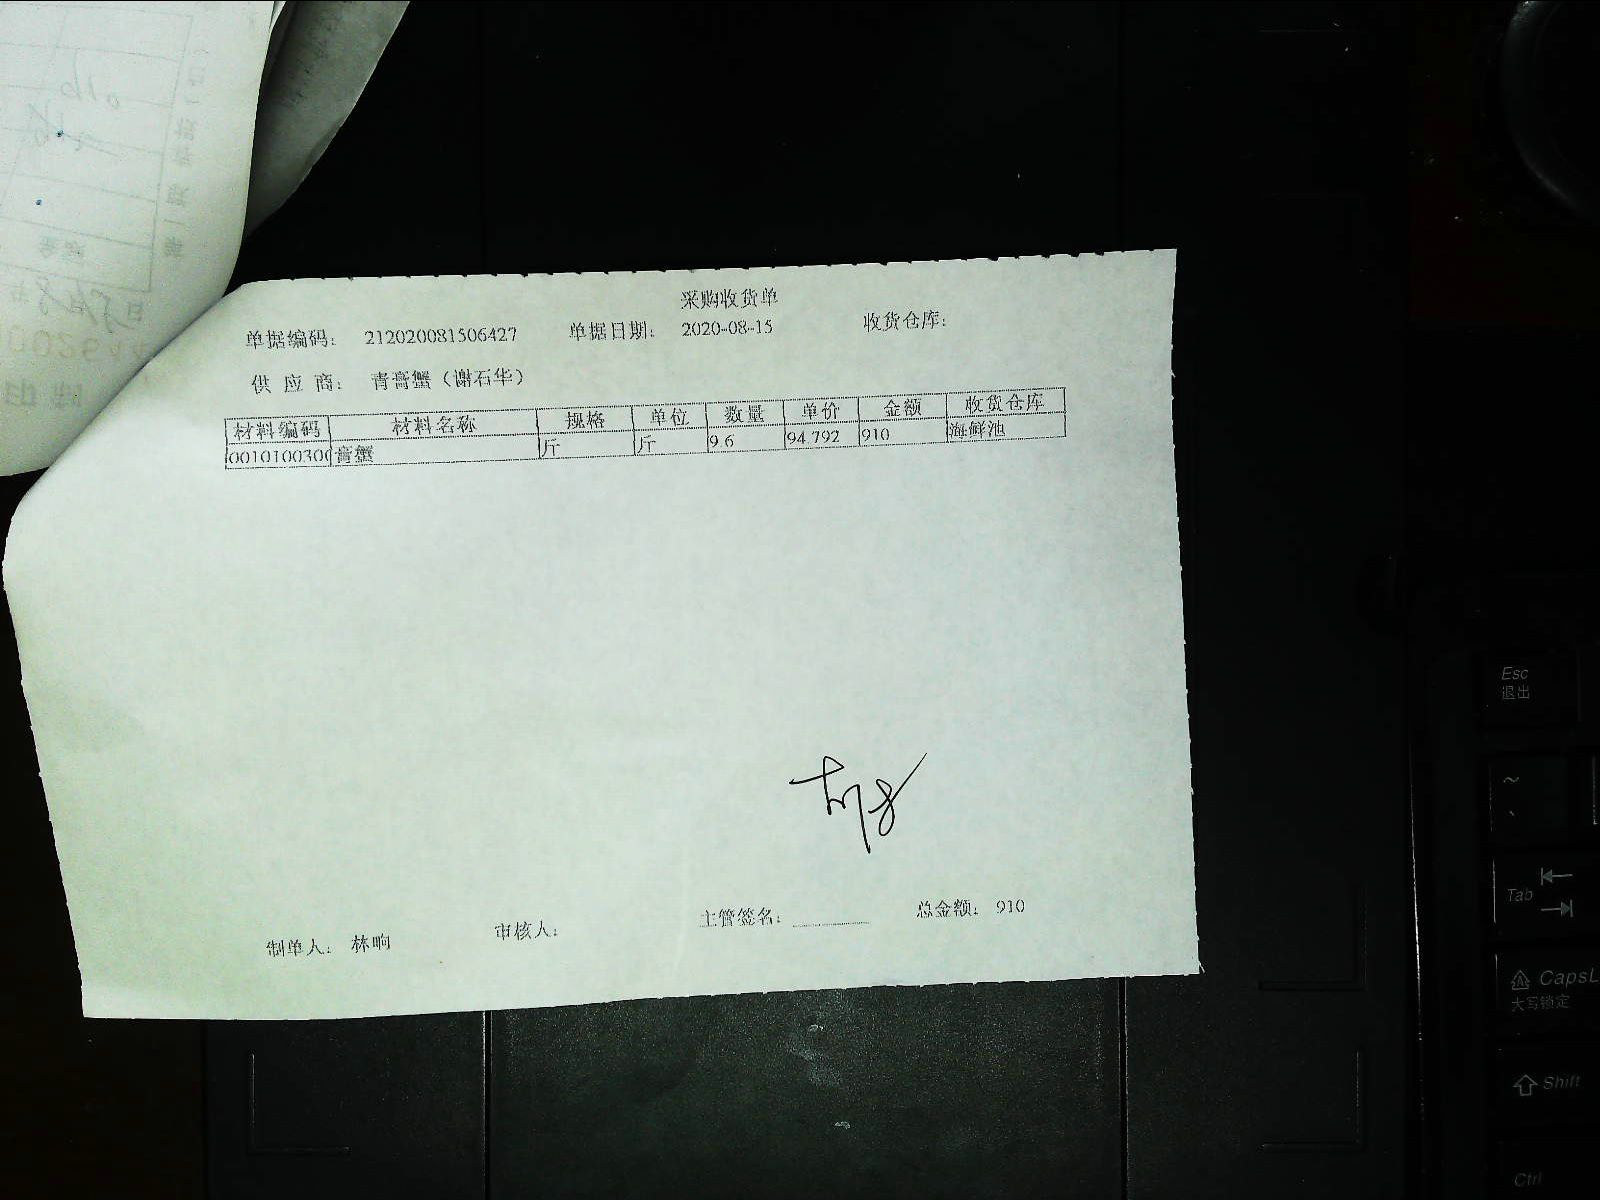 采购收货单
单据编码: 212020081506427 单据日期: 2020-08-15 收货仓库:
供 应 商: 青膏蟹（谢石华）
材料编码 材料名称 规格 单位 数量 单价 金额 收货仓库
0010100300 膏蟹 斤 斤 9.6 94.792 910 海鲜池
制单人: 林响 审核人: 主管签名: 总金额: 910
Esc
退出
~
Tab
CapsL
大写锁定
Shift
Ctrl